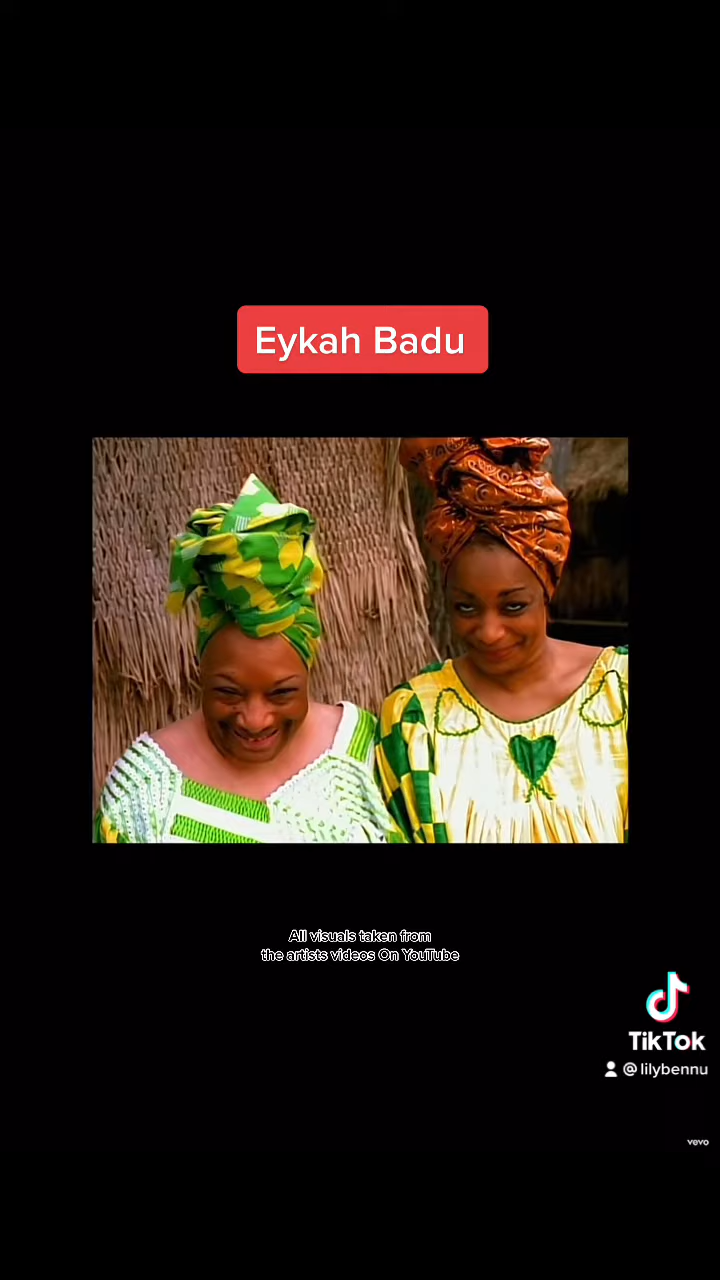 Eykah Badu
All visuals taken from
the artists videos On YouTube
TikTok
@lilybennu
vevo